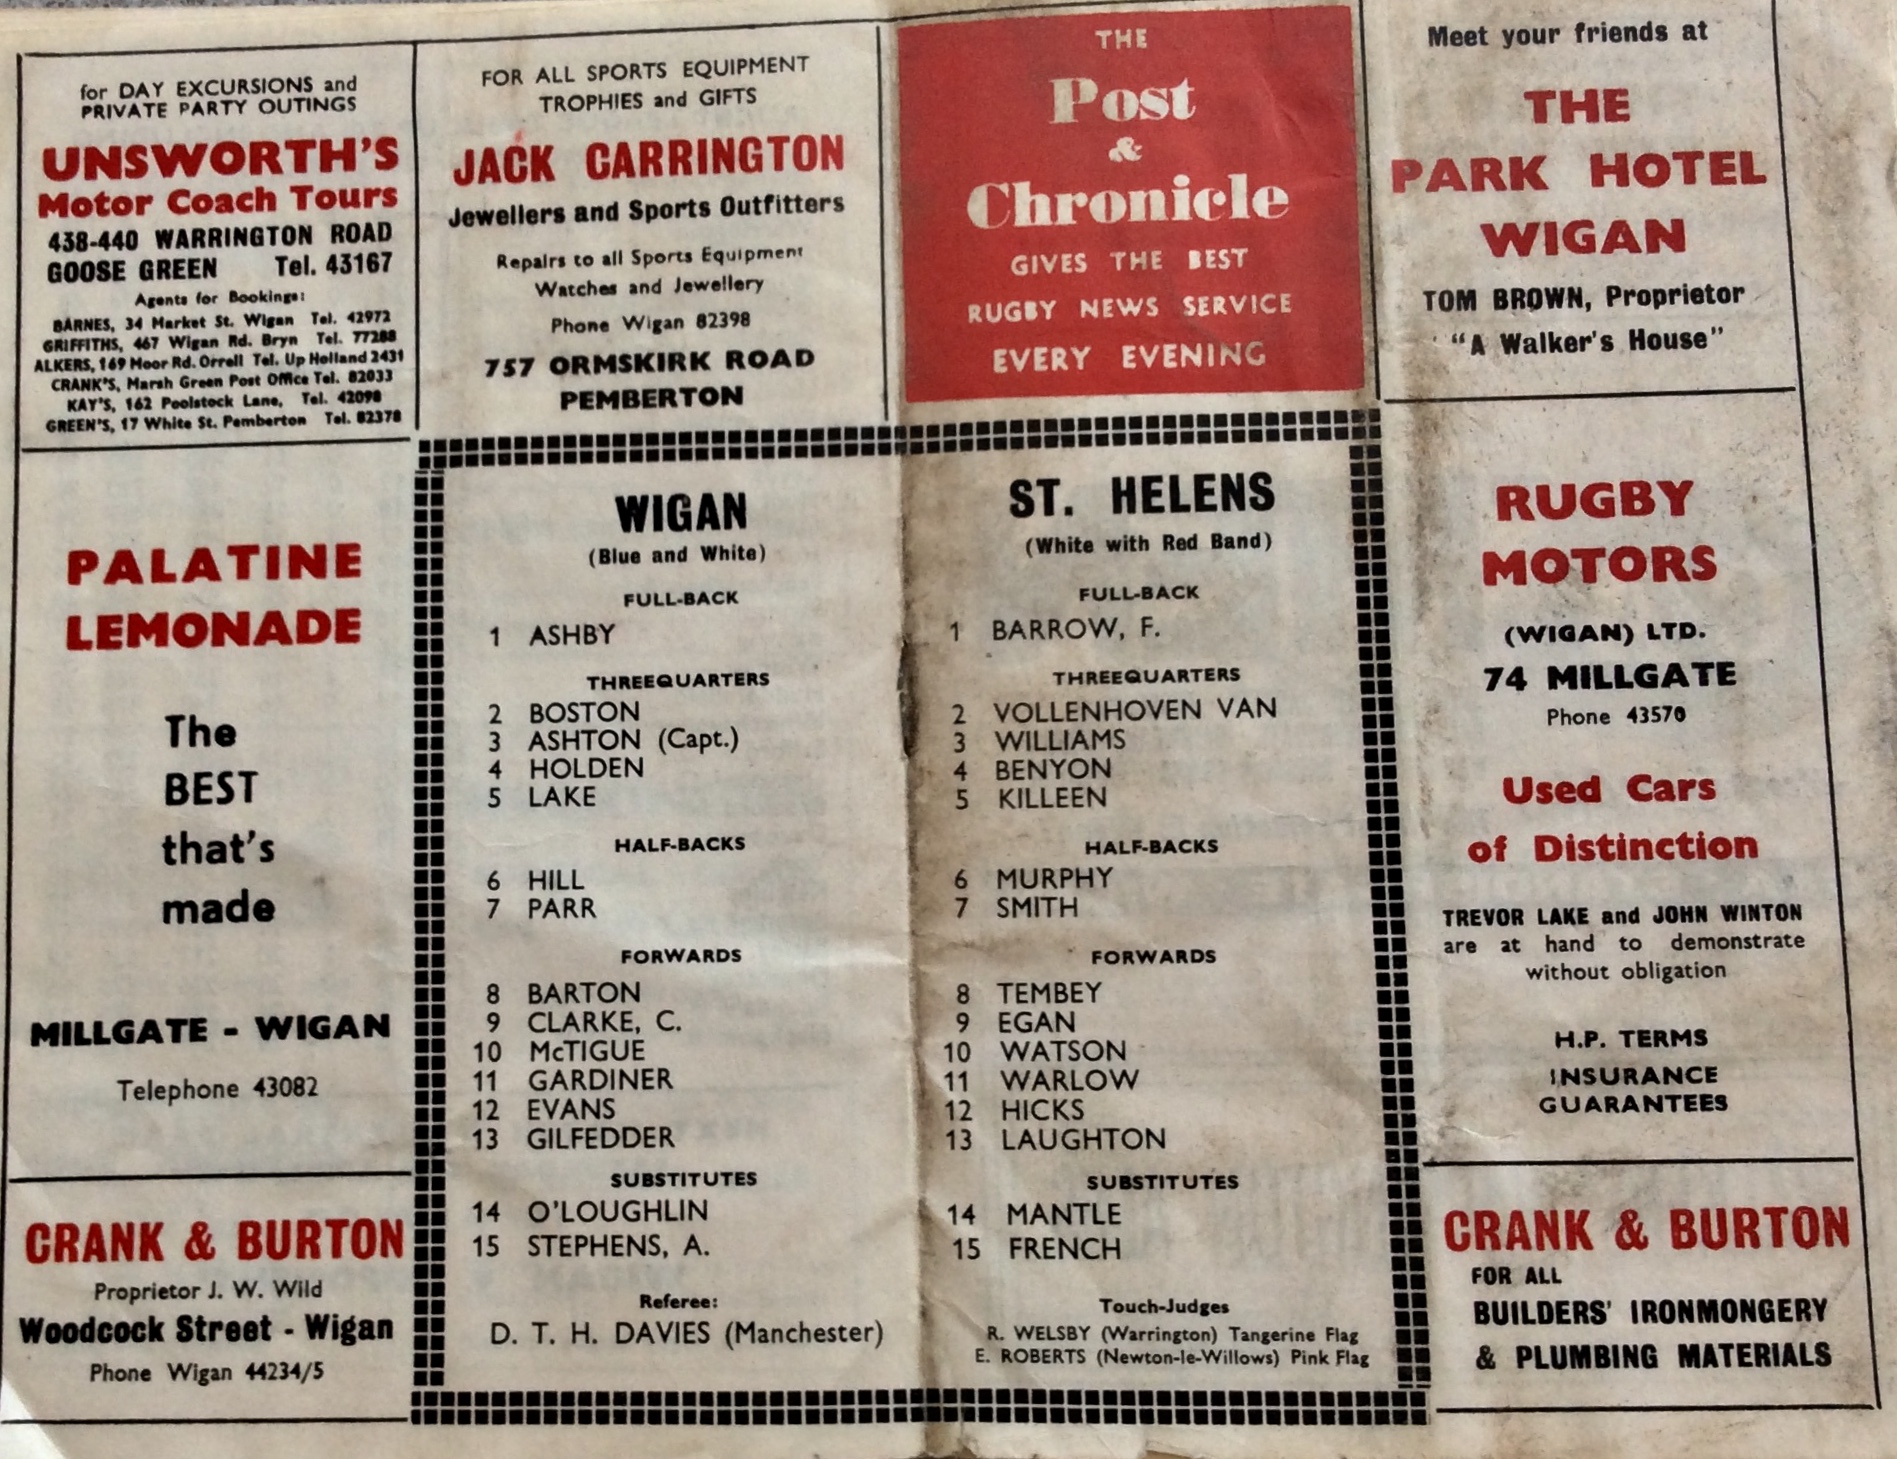 for DAY EXCURSIONS and
PRIVATE PARTY OUTINGS
UNSWORTH'S
Motor Coach Tours
438-440 WARRINGTON ROAD
GOOSE GREEN Tel. 43167
Agents for Bookings:
BARNES, 34 Market St. Wigan Tel. 42972
GRIFFITHS, 467 Wigan Rd. Bryn Tel. 77288
ALKERS, 169 Moor Rd. Orrell Tel. Up Holland 2431
CRANK'S, Marsh Green Post Office Tel. 82033
KAY'S, 162 Poolstock Lane, Tel. 42098
GREEN'S, 17 White St. Pemberton Tel. 82378
FOR ALL SPORTS EQUIPMENT
TROPHIES and GIFTS
JACK CARRINGTON
Jewellers and Sports Outfitters
Repairs to all Sports Equipment
Watches and Jewellery
Phone Wigan 82398
757 ORMSKIRK ROAD
PEMBERTON
THE
Post
&
Chronicle
GIVES THE BEST
RUGBY NEWS SERVICE
EVERY EVENING
Meet your friends at
THE
PARK HOTEL
WIGAN
TOM BROWN, Proprietor
"A Walker's House"
PALATINE
LEMONADE
The
BEST
that's
made
MILLGATE - WIGAN
Telephone 43082
CRANK & BURTON
Proprietor J. W. Wild
Woodcock Street - Wigan
Phone Wigan 44234/5
WIGAN
(Blue and White)
FULL-BACK
1 ASHBY
THREEQUARTERS
2 BOSTON
3 ASHTON (Capt.)
4 HOLDEN
5 LAKE
HALF-BACKS
6 HILL
7 PARR
FORWARDS
8 BARTON
9 CLARKE, C.
10 McTIGUE
11 GARDINER
12 EVANS
13 GILFEDDER
SUBSTITUTES
14 O'LOUGHLIN
15 STEPHENS, A.
Referee:
D. T. H. DAVIES (Manchester)
ST. HELENS
(White with Red Band)
FULL-BACK
1 BARROW, F.
THREEQUARTERS
2 VOLLENHOVEN VAN
3 WILLIAMS
4 BENYON
5 KILLEEN
HALF-BACKS
6 MURPHY
7 SMITH
FORWARDS
8 TEMBEY
9 EGAN
10 WATSON
11 WARLOW
12 HICKS
13 LAUGHTON
SUBSTITUTES
14 MANTLE
15 FRENCH
Touch-Judges
R. WELSBY (Warrington) Tangerine Flag
E. ROBERTS (Newton-le-Willows) Pink Flag
RUGBY
MOTORS
(WIGAN) LTD.
74 MILLGATE
Phone 43570
Used Cars
of Distinction
TREVOR LAKE and JOHN WINTON
are at hand to demonstrate
without obligation
H.P. TERMS
INSURANCE
GUARANTEES
CRANK & BURTON
FOR ALL
BUILDERS' IRONMONGERY
& PLUMBING MATERIALS